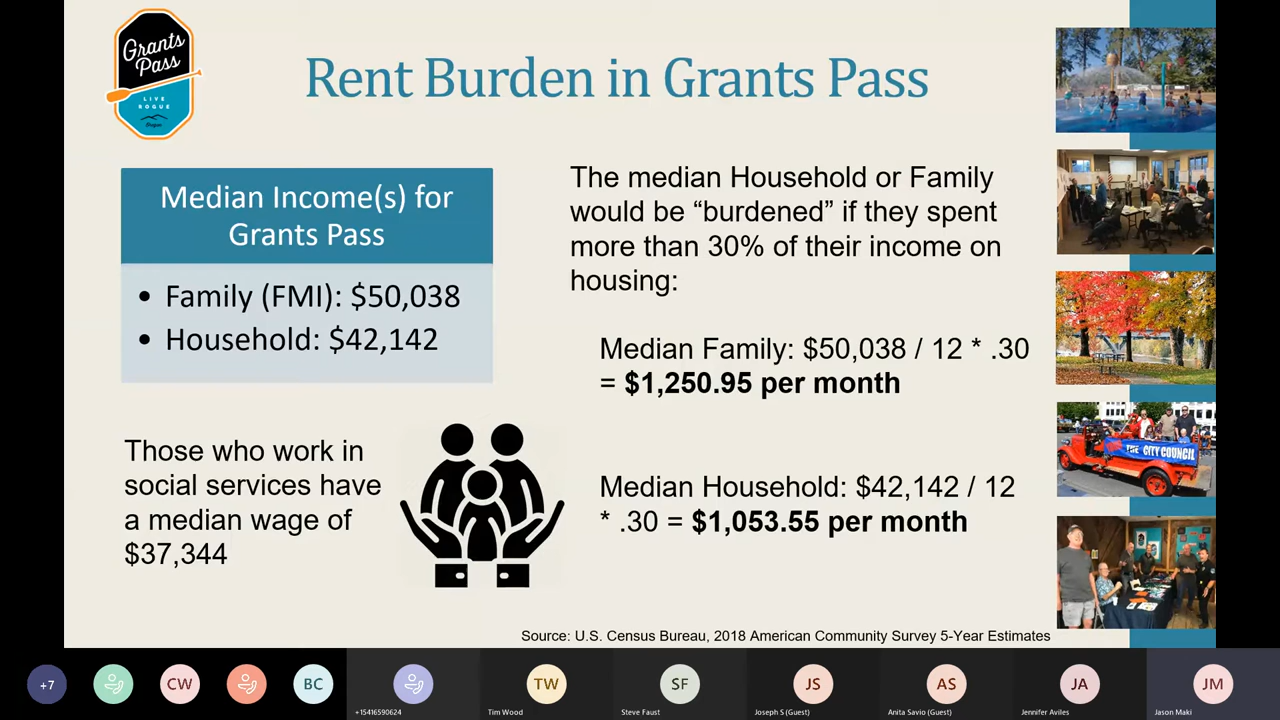 Grants
Pass
LIVE
ROGUE
Oregon
Rent Burden in Grants Pass
Median Income(s) for
Grants Pass
• Family (FMI): $50,038
• Household: $42,142
Those who work in
social services have
a median wage of
$37,344
The median Household or Family
would be “burdened” if they spent
more than 30% of their income on
housing:
Median Family: $50,038 / 12 * .30
= $1,250.95 per month
Median Household: $42,142 / 12
* .30 = $1,053.55 per month
THE CITY COUNCIL
Source: U.S. Census Bureau, 2018 American Community Survey 5-Year Estimates
+7
CW
BC
+15416590624
TW
Tim Wood
SF
Steve Faust
JS
Joseph S (Guest)
AS
Anita Savio (Guest)
JA
Jennifer Aviles
JM
Jason Maki